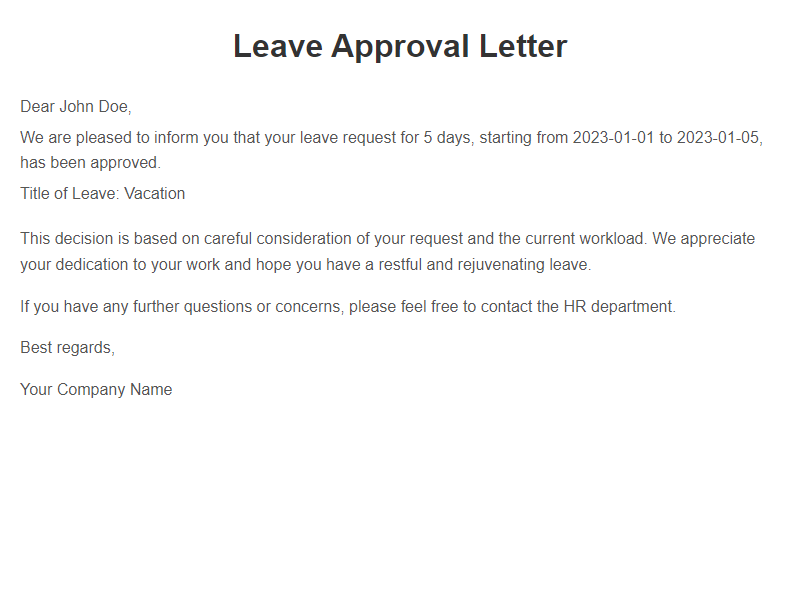 Leave Approval Letter
Dear John Doe,
We are pleased to inform you that your leave request for 5 days, starting from 2023-01-01 to 2023-01-05,
has been approved.
Title of Leave: Vacation
This decision is based on careful consideration of your request and the current workload. We appreciate
your dedication to your work and hope you have a restful and rejuvenating leave.
If you have any further questions or concerns, please feel free to contact the HR department.
Best regards,
Your Company Name